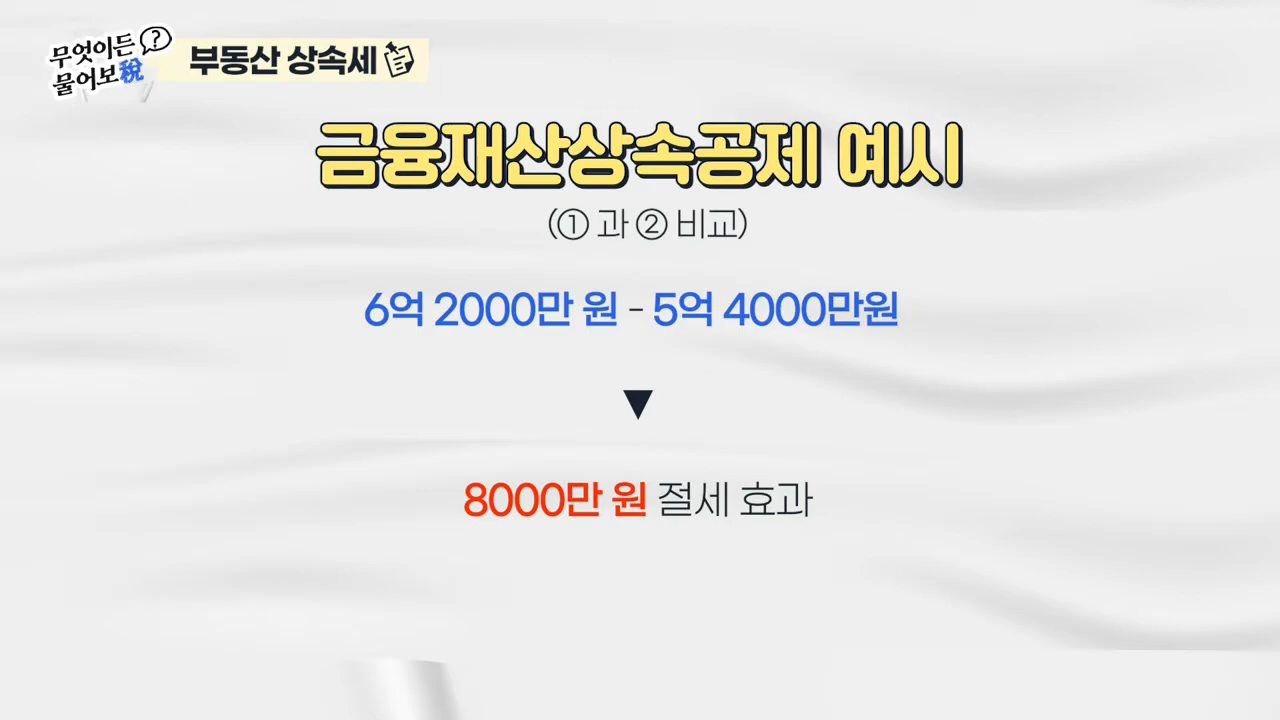 무엇이든 ?
물어보稅
부동산 상속세
금융재산상속공제 예시
(① 과 ② 비교)
6억 2000만 원 - 5억 4000만원
▼
8000만 원 절세 효과